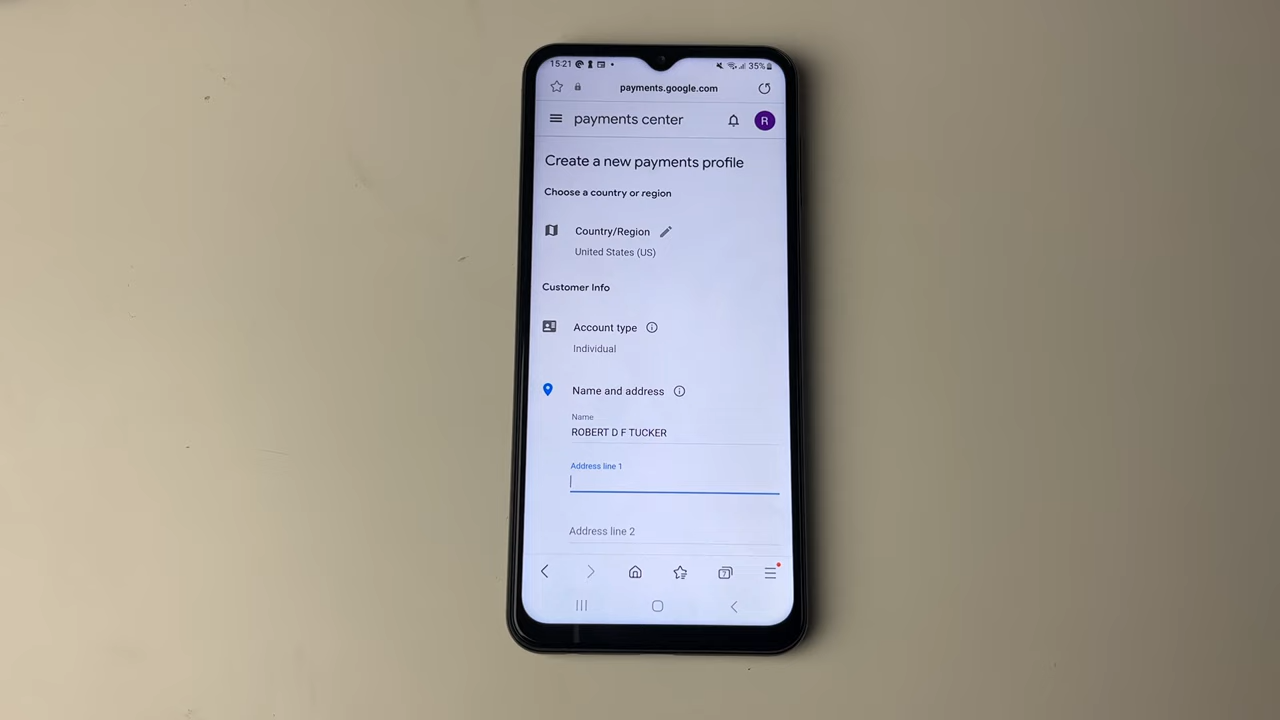 15:21
35%
payments.google.com
payments center
R
Create a new payments profile
Choose a country or region
Country/Region
United States (US)
Customer Info
Account type
Individual
Name and address
Name
ROBERT D F TUCKER
Address line 1
Address line 2
7